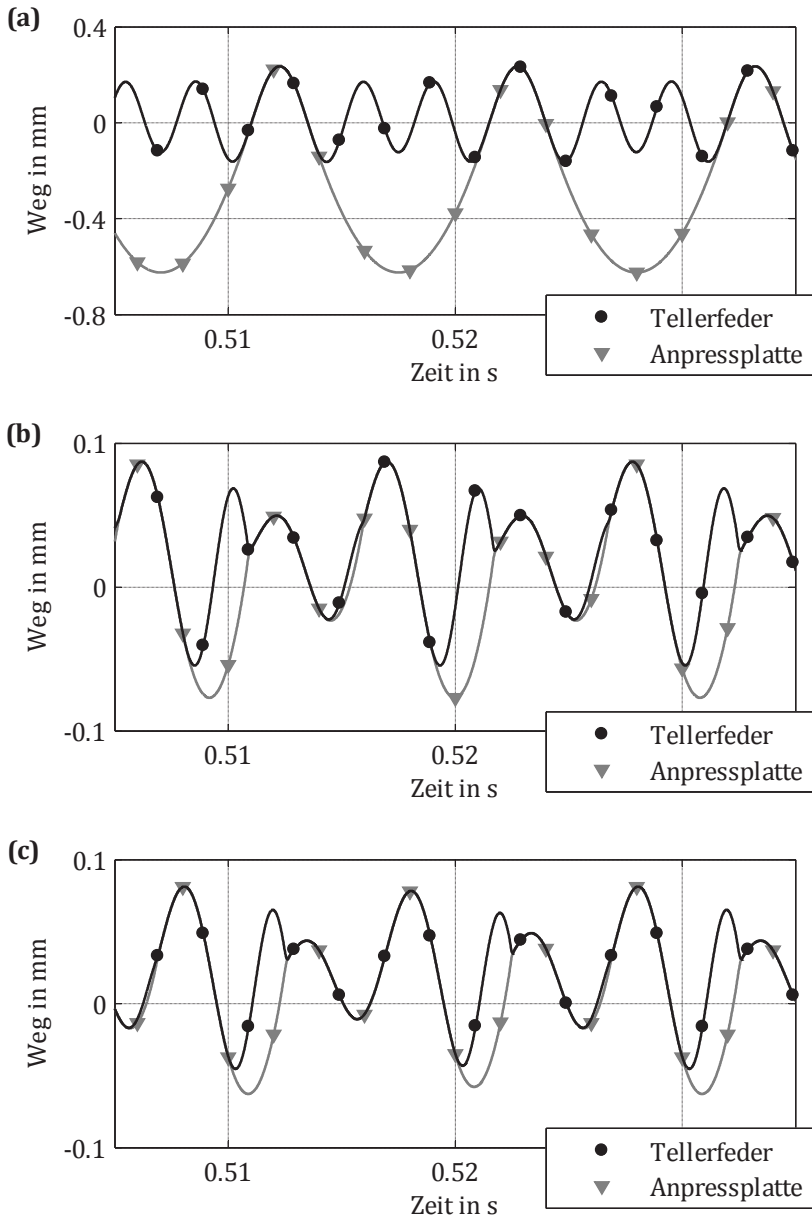 (a)
0.4
0
-0.4
-0.8
Weg in mm
0.51
0.52
Zeit in s
Tellerfeder
Anpressplatte
(b)
0.1
0
-0.1
Weg in mm
0.51
0.52
Zeit in s
Tellerfeder
Anpressplatte
(c)
0.1
0
-0.1
Weg in mm
0.51
0.52
Zeit in s
Tellerfeder
Anpressplatte